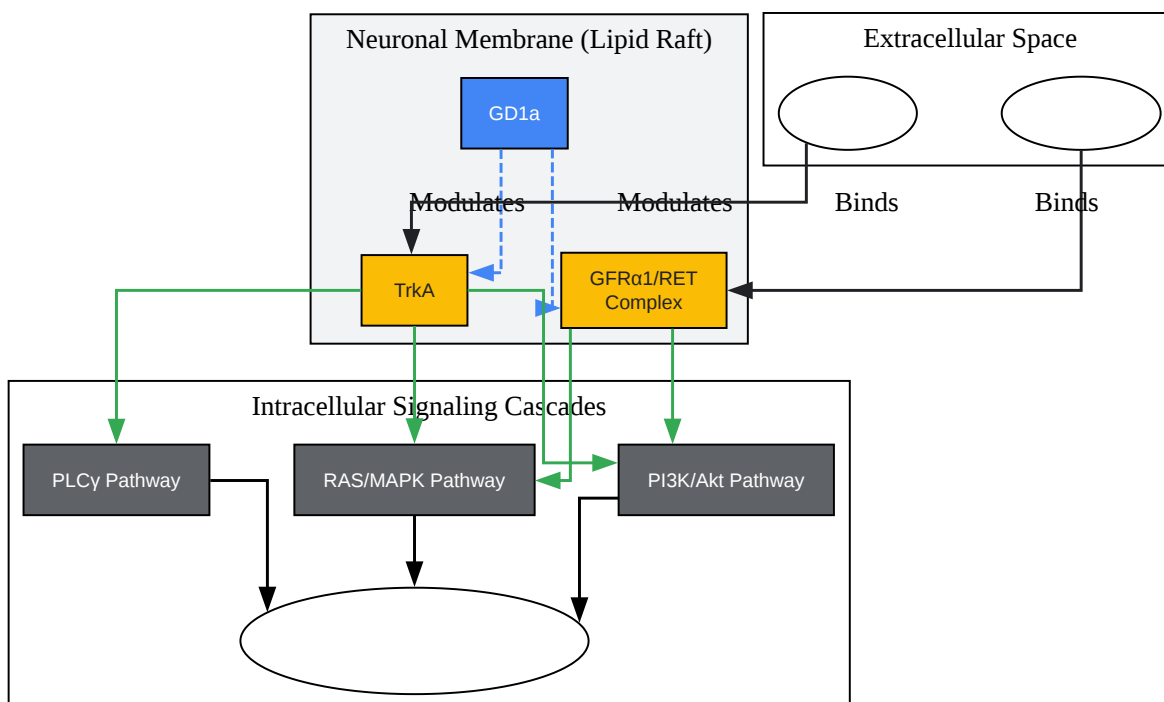 Neuronal Membrane (Lipid Raft)
Extracellular Space
GD1a
Modulates
Modulates
Binds
Binds
TrkA
GFRα1/RET
Complex
Intracellular Signaling Cascades
PLCγ Pathway
RAS/MAPK Pathway
PI3K/Akt Pathway